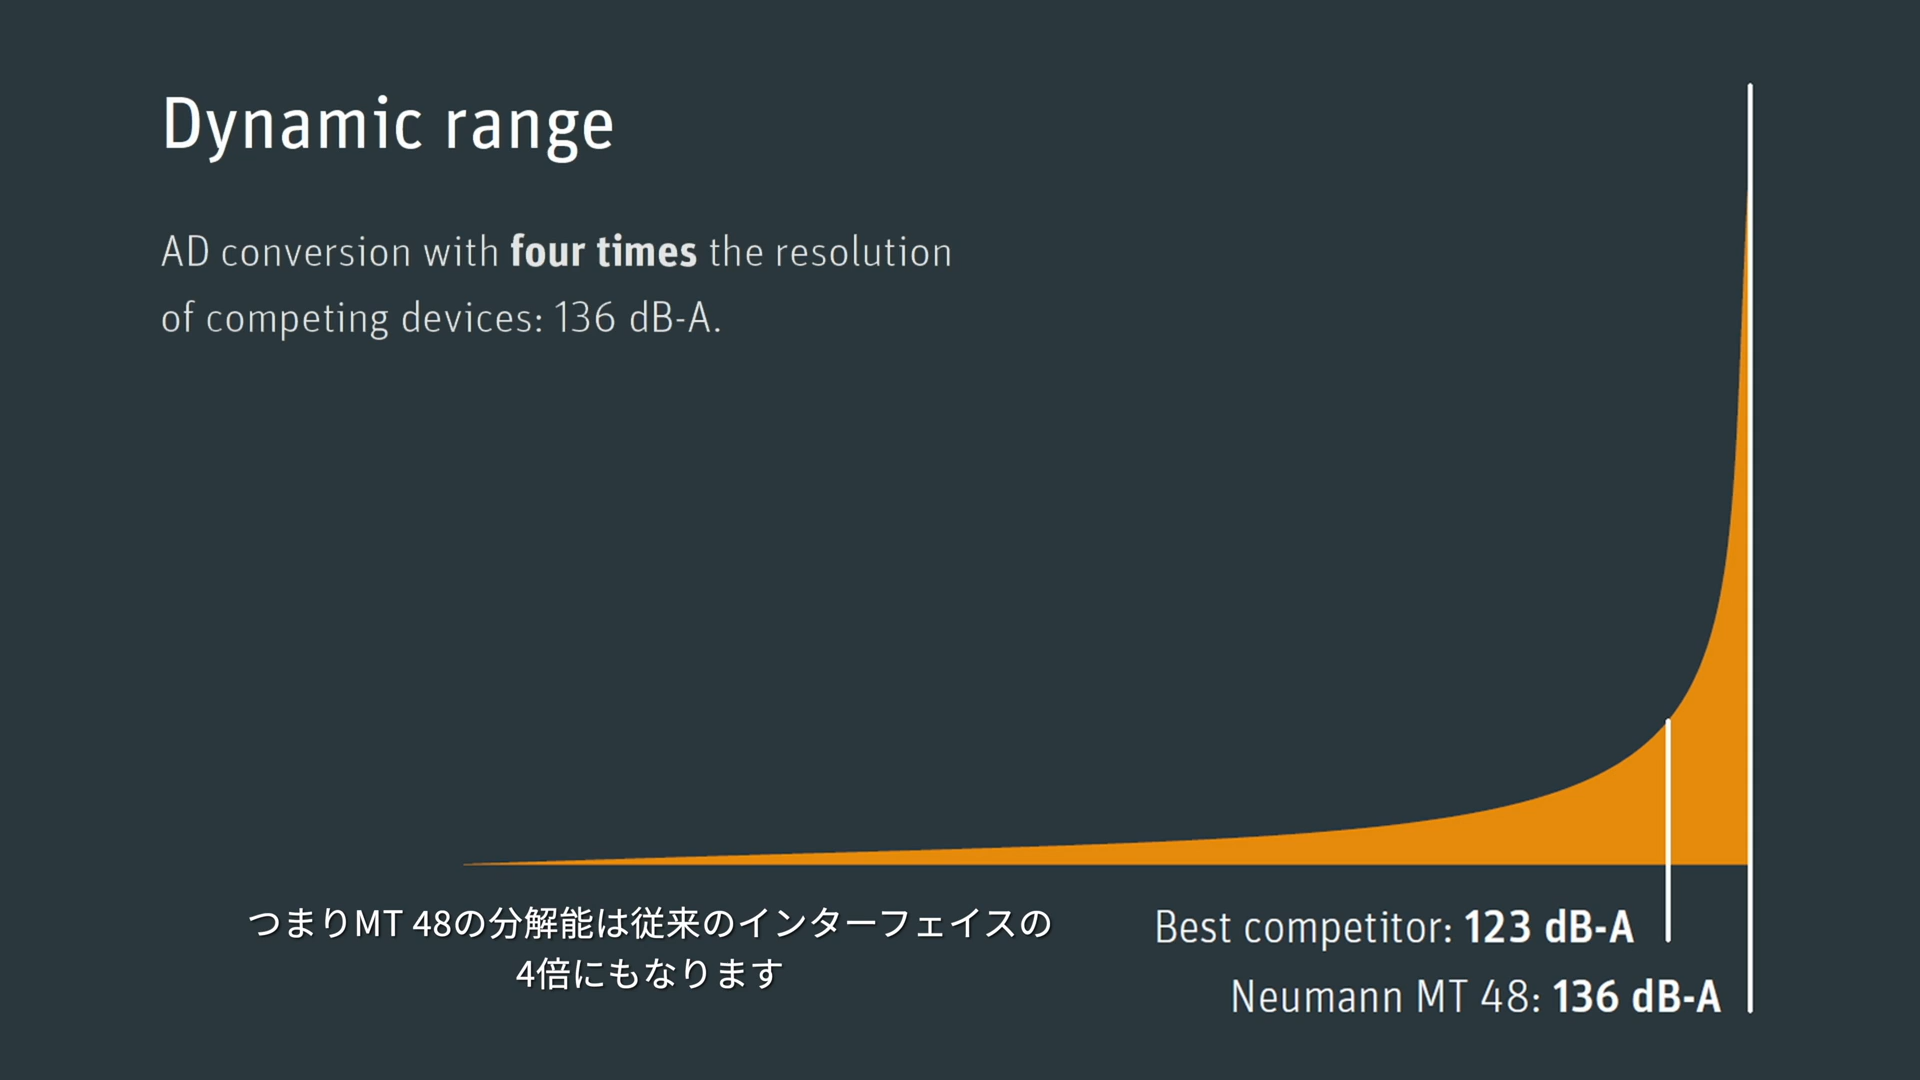 Dynamic range
AD conversion with four times the resolution
of competing devices: 136 dB-A.
つまりMT 48の分解能は従来のインターフェイスの
4倍にもなります
Best competitor: 123 dB-A
Neumann MT 48: 136 dB-A